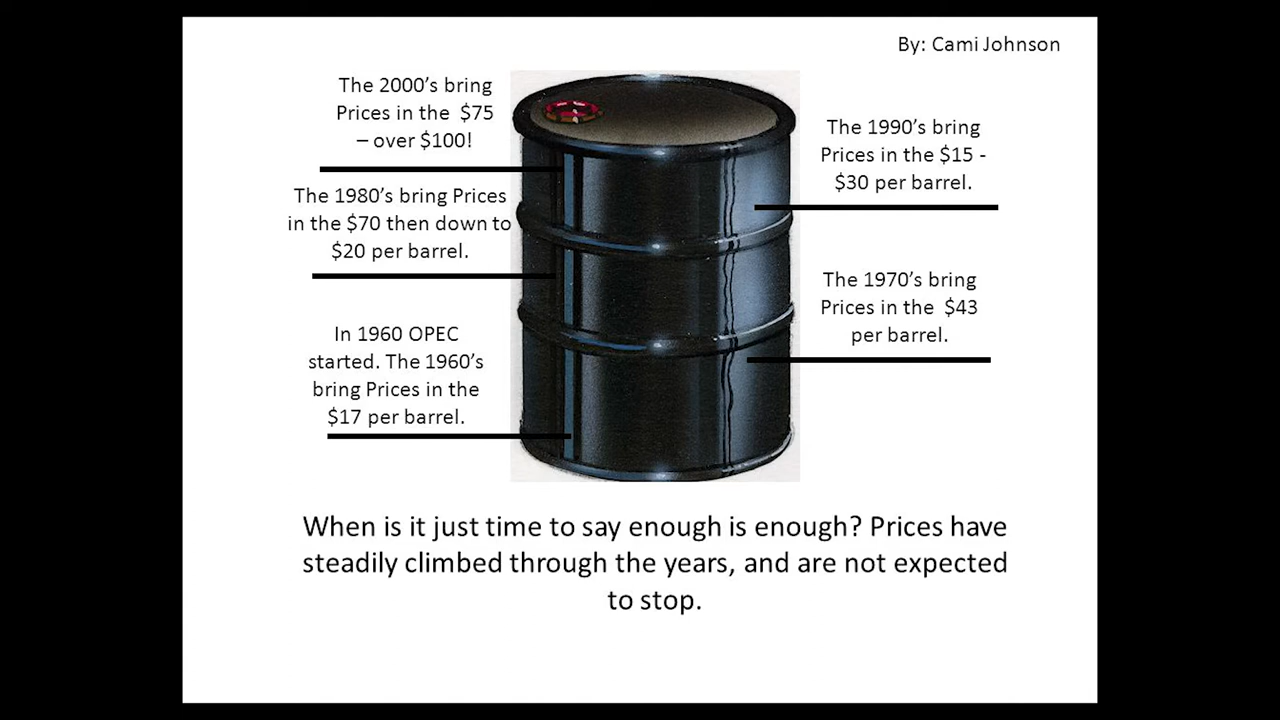 By: Cami Johnson
The 2000’s bring
Prices in the  $75
– over $100!
The 1990’s bring
Prices in the $15 -
$30 per barrel.
The 1980’s bring Prices
in the $70 then down to
$20 per barrel.
The 1970’s bring
Prices in the  $43
per barrel.
In 1960 OPEC
started. The 1960’s
bring Prices in the
$17 per barrel.
When is it just time to say enough is enough? Prices have
steadily climbed through the years, and are not expected
to stop.